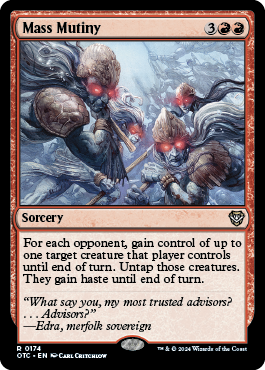 Mass Mutiny 3
Sorcery
For each opponent, gain control of up to
one target creature that player controls
until end of turn. Untap those creatures.
They gain haste until end of turn.
“What say you, my most trusted advisors?
. . . Advisors?”
—Edra, merfolk sovereign
R 0174
OTC • EN Carl Critchlow
™ & © 2024 Wizards of the Coast